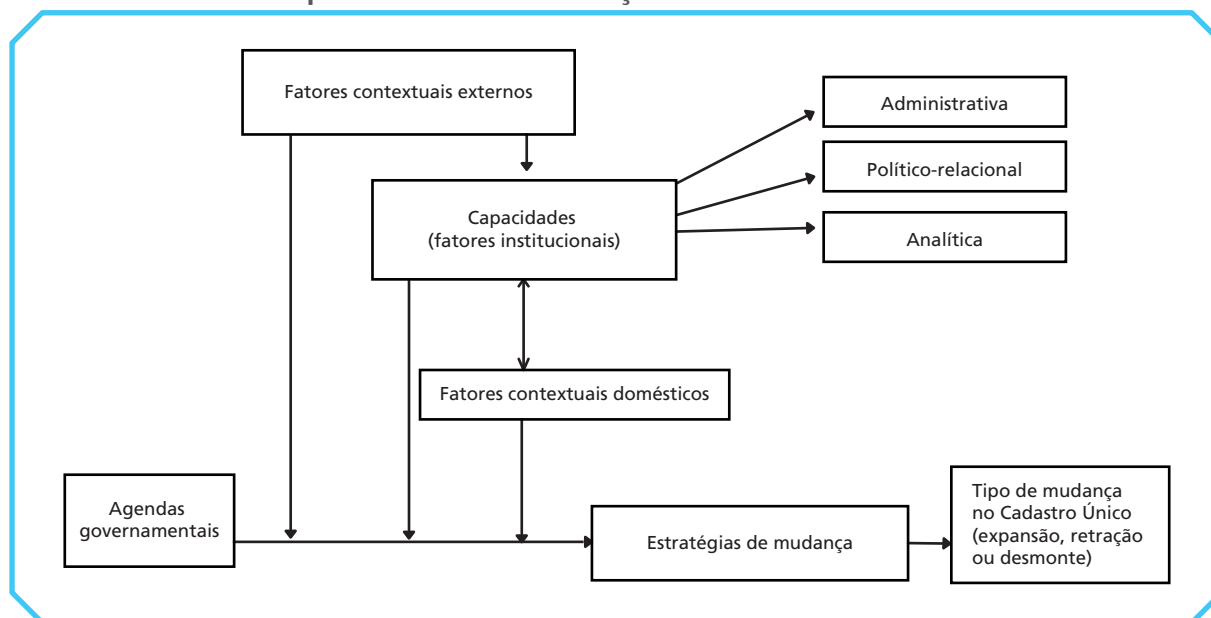 Fatores contextuais externos
Administrativa
Político-relacional
Analítica
Capacidades
(fatores institucionais)
Fatores contextuais domésticos
Agendas
governamentais
Estratégias de mudança
Tipo de mudança
no Cadastro Único
(expansão, retração
ou desmonte)